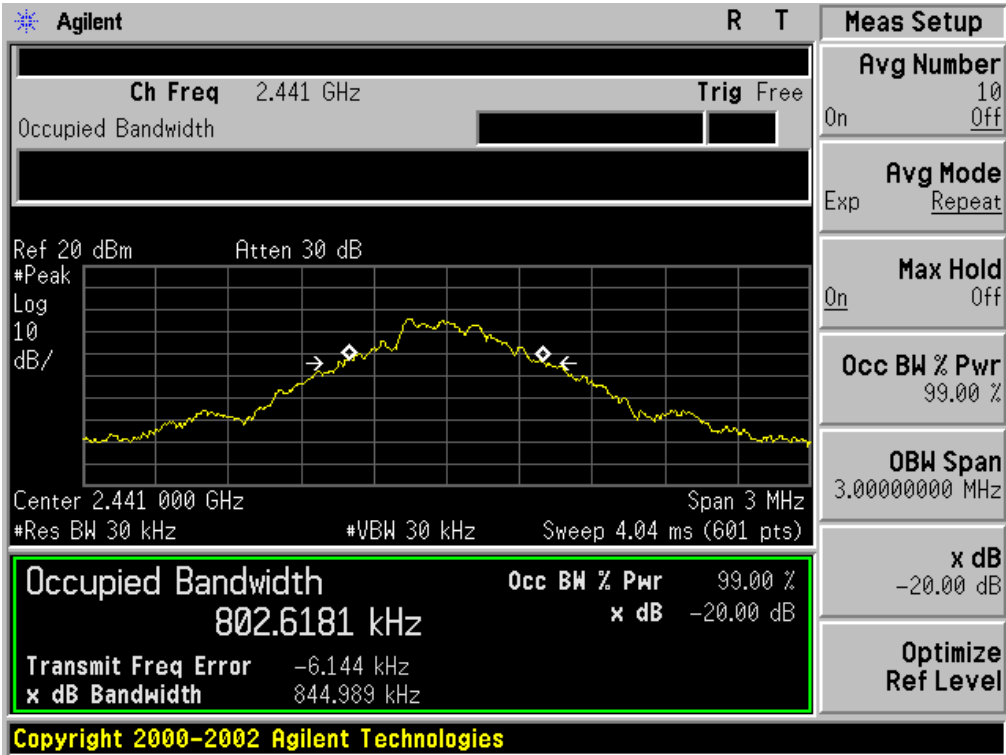 Agilent R T
Ch Freq 2.441 GHz Trig Free
Occupied Bandwidth
Ref 20 dBm Atten 30 dB
#Peak
Log
10
dB/
Center 2.441 000 GHz Span 3 MHz
#Res BW 30 kHz #VBW 30 kHz Sweep 4.04 ms (601 pts)
Occupied Bandwidth Occ BW % Pwr 99.00 %
802.6181 kHz x dB -20.00 dB
Transmit Freq Error -6.144 kHz
x dB Bandwidth 844.989 kHz
Copyright 2000-2002 Agilent Technologies
Meas Setup
Avg Number
10
On Off
Avg Mode
Exp Repeat
Max Hold
On Off
Occ BW % Pwr
99.00 %
OBW Span
3.00000000 MHz
x dB
-20.00 dB
Optimize
Ref Level